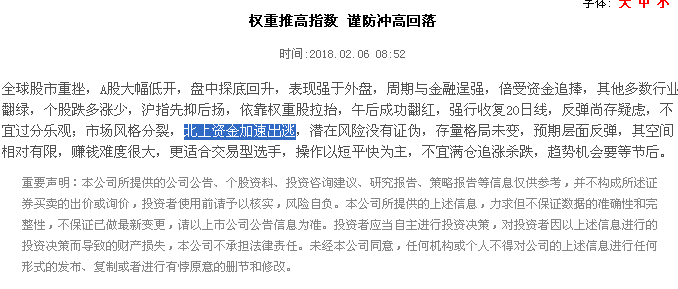 字体: 大 中 小
权重推高指数 谨防冲高回落
时间:2018.02.06 08:52
全球股市重挫，A股大幅低开，盘中探底回升，表现强于外盘，周期与金融逞强，倍受资金追捧，其他多数行业
翻绿，个股跌多涨少，沪指先抑后扬，依靠权重股拉抬，午后成功翻红，强行收复20日线，反弹尚存疑虑，不
宜过分乐观；市场风格分裂，北上资金加速出逃，潜在风险没有证伪，存量格局未变，预期层面反弹，其空间
相对有限，赚钱难度很大，更适合交易型选手，操作以短平快为主，不宜满仓追涨杀跌，趋势机会要等节后。
重要声明：本公司所提供的公司公告、个股资料、投资咨询建议、研究报告、策略报告等信息仅供参考，并不构成所述证
券买卖的出价或询价，投资者使用前请予以核实，风险自负。本公司所提供的上述信息，力求但不保证数据的准确性和完
整性，不保证已做最新变更，请以上市公司公告信息为准。投资者应当自主进行投资决策，对投资者因以上述信息进行的
投资决策而导致的财产损失，本公司不承担法律责任。未经本公司同意，任何机构或个人不得对公司的上述信息进行任何
形式的发布、复制或者进行有悖原意的删节和修改。